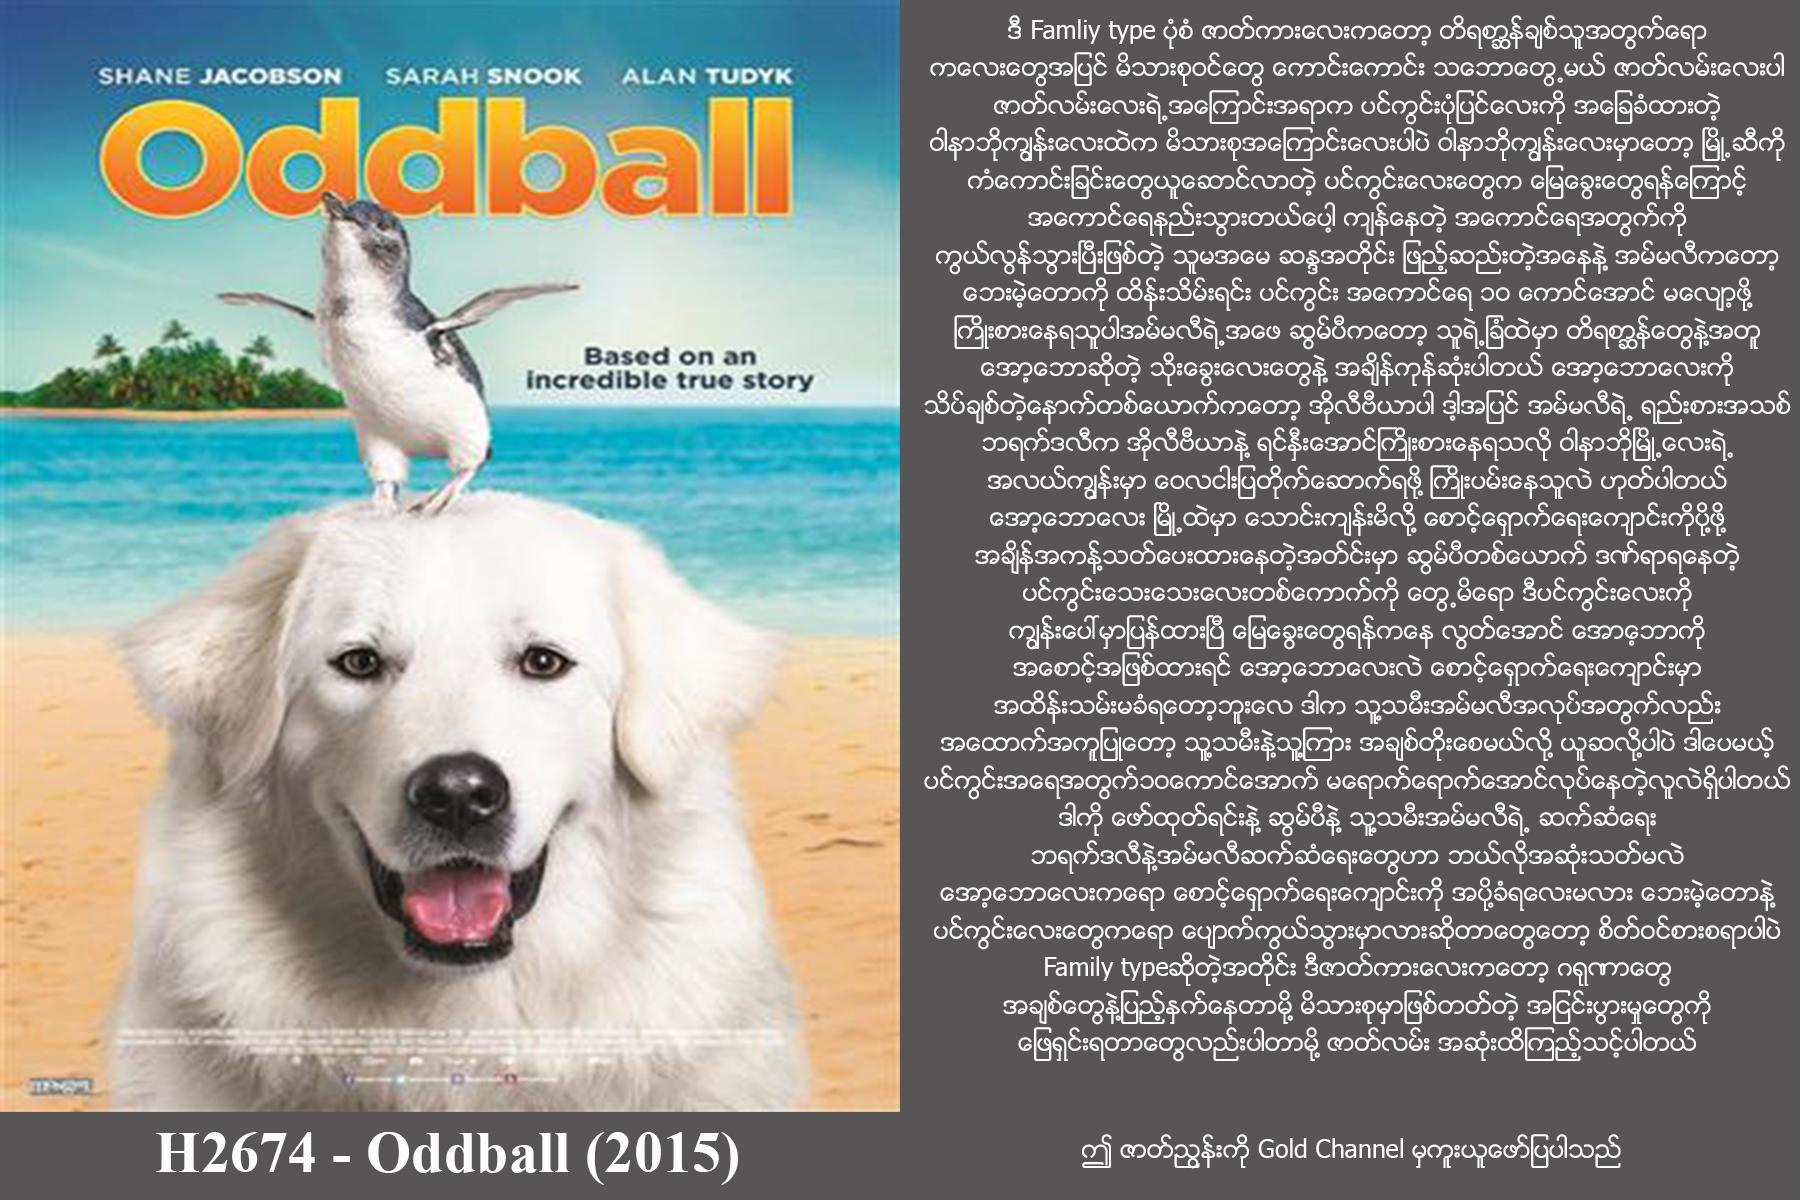 SHANE JACOBSON SARAH SNOOK ALAN TUDYK
Oddball
Based on an
incredible true story
H2674 - Oddball (2015)
ဒီ Famliy type ပုံစံ ဇာတ်ကားလေးကတော့ တိရစ္ဆာန်ချစ်သူအတွက်ရော
ကလေးတွေအပြင် မိသားစုဝင်တွေ ကောင်းကောင်း သဘောတွေ့မယ် ဇာတ်လမ်းလေးပါ
ဇာတ်လမ်းလေးရဲ့အကြောင်းအရာက ပင်ကွင်းပုံပြင်လေးကို အခြေခံထားတဲ့
ဝါနာဘိုကျွန်းလေးထဲက မိသားစုအကြောင်းလေးပါပဲ ဝါနာဘိုကျွန်းလေးမှာတော့ မြို့ဆီကို
ကံကောင်းခြင်းတွေယူဆောင်လာတဲ့ ပင်ကွင်းလေးတွေက မြေခွေးတွေရန်ကြောင့်
အကောင်ရေနည်းသွားတယ်ပေါ့ ကျန်နေတဲ့ အကောင်ရေအတွက်ကို
ကွယ်လွန်သွားပြီးဖြစ်တဲ့ သူမအမေ ဆန္ဒအတိုင်း ဖြည့်ဆည်းတဲ့အနေနဲ့ အမ်မလီကတော့
ဘေးမဲ့တောကို ထိန်းသိမ်းရင်း ပင်ကွင်း အကောင်ရေ ၁၀ ကောင်အောင် မလျော့ဖို့
ကြိုးစားနေရသူပါအမ်မလီရဲ့အဖေ ဆွမ်ပီကတော့ သူရဲ့ခြံထဲမှာ တိရစ္ဆာန်တွေနဲ့အတူ
အော့ဘောဆိုတဲ့ သိုးခွေးလေးတွေနဲ့ အချိန်ကုန်ဆုံးပါတယ် အော့ဘောလေးကို
သိပ်ချစ်တဲ့နောက်တစ်ယောက်ကတော့ အိုလီဗီယာပါ ဒါ့အပြင် အမ်မလီရဲ့ ရည်းစားအသစ်
ဘရက်ဒလီက အိုလီဗီယာနဲ့ ရင်နှီးအောင်ကြိုးစားနေရသလို ဝါနာဘိုမြို့လေးရဲ့
အလယ်ကျွန်းမှာ ဝေလငါးပြတိုက်ဆောက်ရဖို့ ကြိုးပမ်းနေသူလဲ ဟုတ်ပါတယ်
အော့ဘောလေး မြို့ထဲမှာ သောင်းကျန်းမိလို့ စောင့်ရှောက်ရေးကျောင်းကိုပို့ဖို့
အချိန်အကန့်သတ်ပေးထားနေတဲ့အတ်င်းမှာ ဆွမ်ပီတစ်ယောက် ဒဏ်ရာရနေတဲ့
ပင်ကွင်းသေးသေးလေးတစ်ကောက်ကို တွေ့မိရော ဒီပင်ကွင်းလေးကို
ကျွန်းပေါ်မှာပြန်ထားပြီ မြေခွေးတွေရန်ကနေ လွတ်အောင် အော့ဘောကို
အစောင့်အဖြစ်ထားရင် အော့ဘောလေးလဲ စောင့်ရှောက်ရေးကျောင်းမှာ
အထိန်းသမ်းမခံရတော့ဘူးလေ ဒါက သူ့သမီးအမ်မလီအလုပ်အတွက်လည်း
အထောက်အကူပြုတော့ သူ့သမီးနဲ့သူ့ကြား အချစ်တိုးစေမယ်လို့ ယူဆလို့ပါပဲ ဒါပေမယ့်
ပင်ကွင်းအရေအတွက်၁၀ကောင်အောက် မရောက်ရောက်အောင်လုပ်နေတဲ့လူလဲရှိပါတယ်
ဒါကို ဖော်ထုတ်ရင်းနဲ့ ဆွမ်ပီနဲ့ သူ့သမီးအမ်မလီရဲ့ ဆက်ဆံရေး
ဘရက်ဒလီနဲ့အမ်မလီဆက်ဆံရေးတွေဟာ ဘယ်လိုအဆုံးသတ်မလဲ
အော့ဘောလေးကရော စောင့်ရှောက်ရေးကျောင်းကို အပို့ခံရလေးမလား ဘေးမဲ့တောနဲ့
ပင်ကွင်းလေးတွေကရော ပျောက်ကွယ်သွားမှာလားဆိုတာတွေတော့ စိတ်ဝင်စားစရာပါပဲ
Family typeဆိုတဲ့အတိုင်း ဒီဇာတ်ကားလေးကတော့ ဂရုဏာတွေ
အချစ်တွေနဲ့ပြည့်နှက်နေတာမို့ မိသားစုမှာဖြစ်တတ်တဲ့ အငြင်းပွားမှုတွေကို
ဖြေရှင်းရတာတွေလည်းပါတာမို့ ဇာတ်လမ်း အဆုံးထိကြည့်သင့်ပါတယ်
ဤ ဇာတ်ညွှန်းကို Gold Channel မှကူးယူဖော်ပြပါသည်